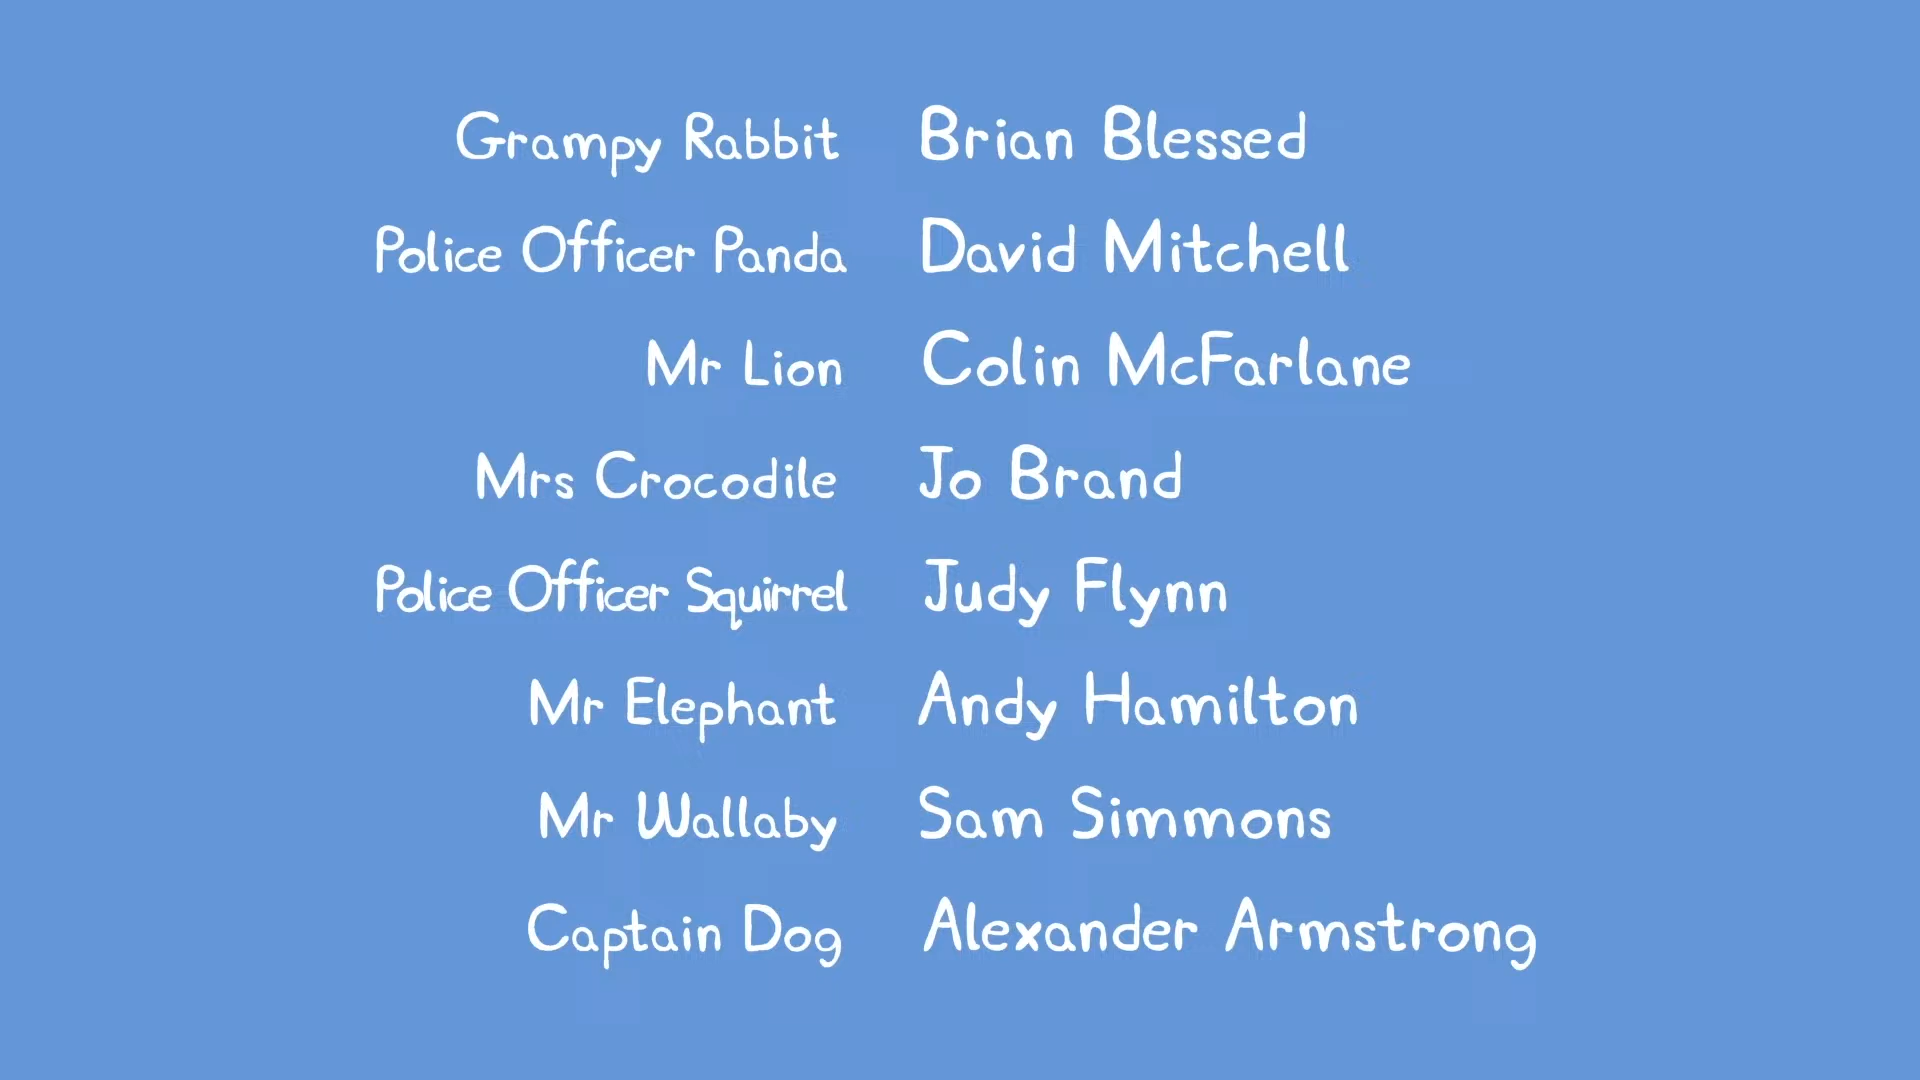 Grampy Rabbit Brian Blessed
Police Officer Panda David Mitchell
Mr Lion Colin McFarlane
Mrs Crocodile Jo Brand
Police Officer Squirrel Judy Flynn
Mr Elephant Andy Hamilton
Mr Wallaby Sam Simmons
Captain Dog Alexander Armstrong